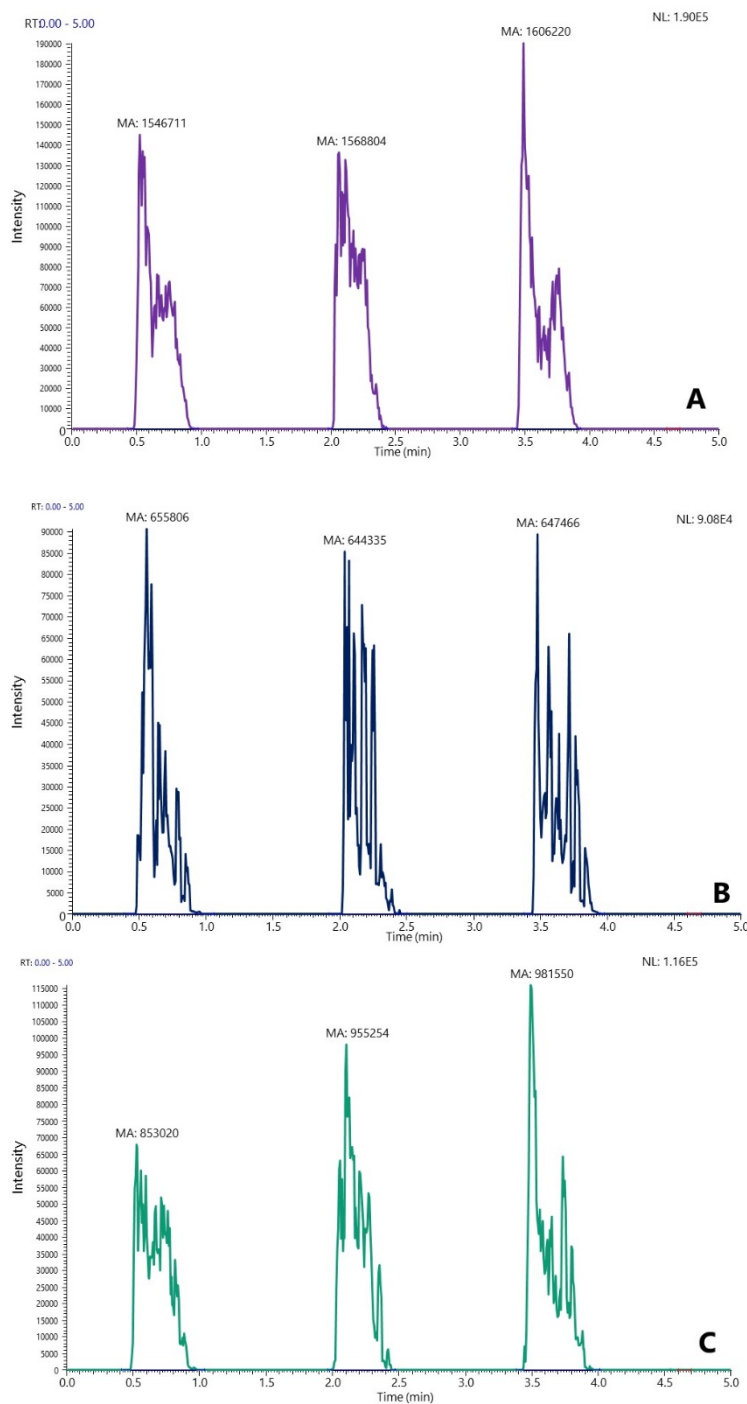 RT:0.00 - 5.00
NL: 1.90E5
MA: 1546711
MA: 1568804
MA: 1606220
Intensity
190000
180000
170000
160000
150000
140000
130000
120000
110000
100000
90000
80000
70000
60000
50000
40000
30000
20000
10000
0
0.0 0.5 1.0 1.5 2.0 2.5 3.0 3.5 4.0 4.5 5.0
Time (min)
A
RT: 0.00 - 5.00
NL: 9.08E4
MA: 655806
MA: 644335
MA: 647466
Intensity
90000
85000
80000
75000
70000
65000
60000
55000
50000
45000
40000
35000
30000
25000
20000
15000
10000
5000
0
0.0 0.5 1.0 1.5 2.0 2.5 3.0 3.5 4.0 4.5 5.0
Time (min)
B
RT: 0.00 - 5.00
NL: 1.16E5
MA: 853020
MA: 955254
MA: 981550
Intensity
115000
110000
105000
100000
95000
90000
85000
80000
75000
70000
65000
60000
55000
50000
45000
40000
35000
30000
25000
20000
15000
10000
5000
0
0.0 0.5 1.0 1.5 2.0 2.5 3.0 3.5 4.0 4.5 5.0
Time (min)
C